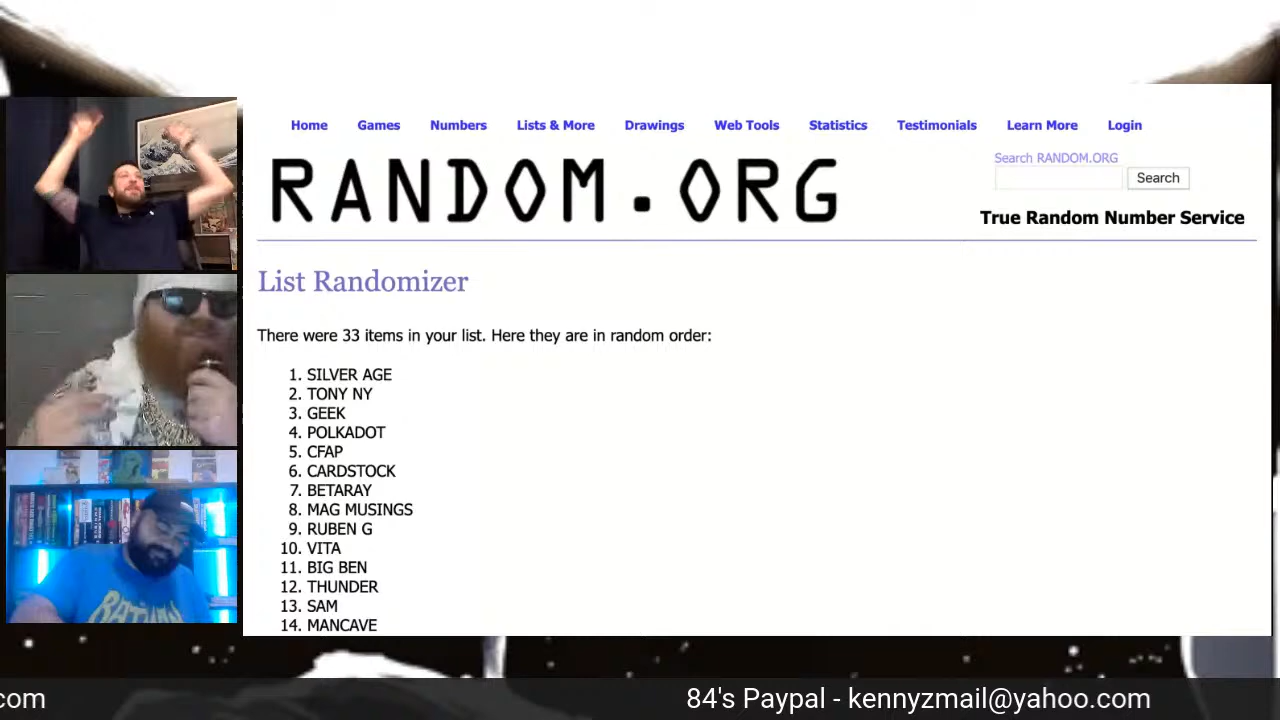 Home Games Numbers Lists & More Drawings Web Tools Statistics Testimonials Learn More Login
RANDOM.ORG
Search RANDOM.ORG
Search
True Random Number Service
List Randomizer
There were 33 items in your list. Here they are in random order:
1. SILVER AGE
2. TONY NY
3. GEEK
4. POLKADOT
5. CFAP
6. CARDSTOCK
7. BETARAY
8. MAG MUSINGS
9. RUBEN G
10. VITA
11. BIG BEN
12. THUNDER
13. SAM
14. MANCAVE
BATMAN
com 84's Paypal - kennyzmail@yahoo.com